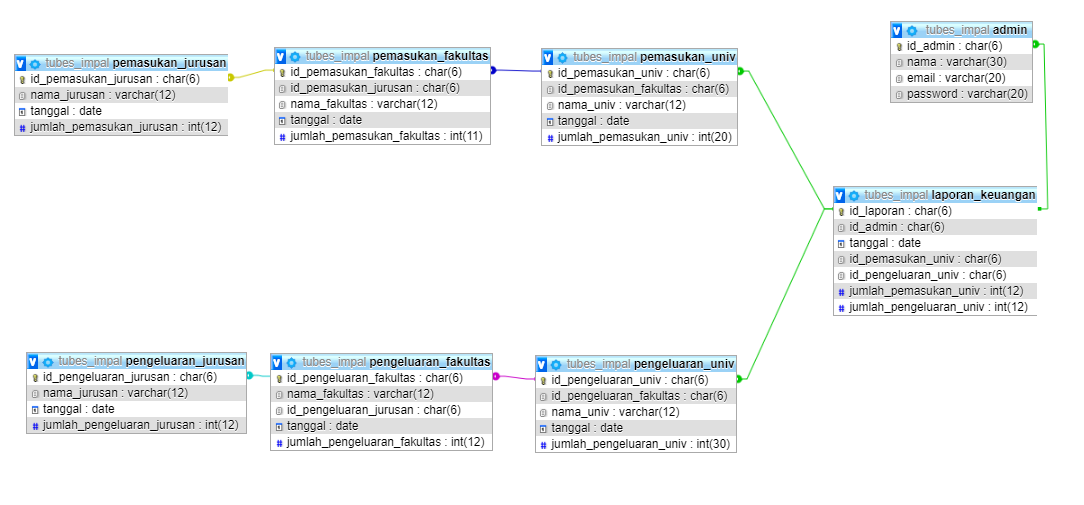 tubes_impal pemasukan_jurusan
id_pemasukan_jurusan : char(6)
nama_jurusan : varchar(12)
tanggal : date
jumlah_pemasukan_jurusan : int(12)
tubes_impal pemasukan_fakultas
id_pemasukan_fakultas : char(6)
id_pemasukan_jurusan : char(6)
nama_fakultas : varchar(12)
tanggal : date
jumlah_pemasukan_fakultas : int(11)
tubes_impal pemasukan_univ
id_pemasukan_univ : char(6)
id_pemasukan_fakultas : char(6)
nama_univ : varchar(12)
tanggal : date
jumlah_pemasukan_univ : int(20)
tubes_impal admin
id_admin : char(6)
nama : varchar(30)
email : varchar(20)
password : varchar(20)
tubes_impal laporan_keuangan
id_laporan : char(6)
id_admin : char(6)
tanggal : date
id_pemasukan_univ : char(6)
id_pengeluaran_univ : char(6)
jumlah_pemasukan_univ : int(12)
jumlah_pengeluaran_univ : int(12)
tubes_impal pengeluaran_jurusan
id_pengeluaran_jurusan : char(6)
nama_jurusan : varchar(12)
tanggal : date
jumlah_pengeluaran_jurusan : int(12)
tubes_impal pengeluaran_fakultas
id_pengeluaran_fakultas : char(6)
nama_fakultas : varchar(12)
id_pengeluaran_jurusan : char(6)
tanggal : date
jumlah_pengeluaran_fakultas : int(12)
tubes_impal pengeluaran_univ
id_pengeluaran_univ : char(6)
id_pengeluaran_fakultas : char(6)
nama_univ : varchar(12)
tanggal : date
jumlah_pengeluaran_univ : int(30)